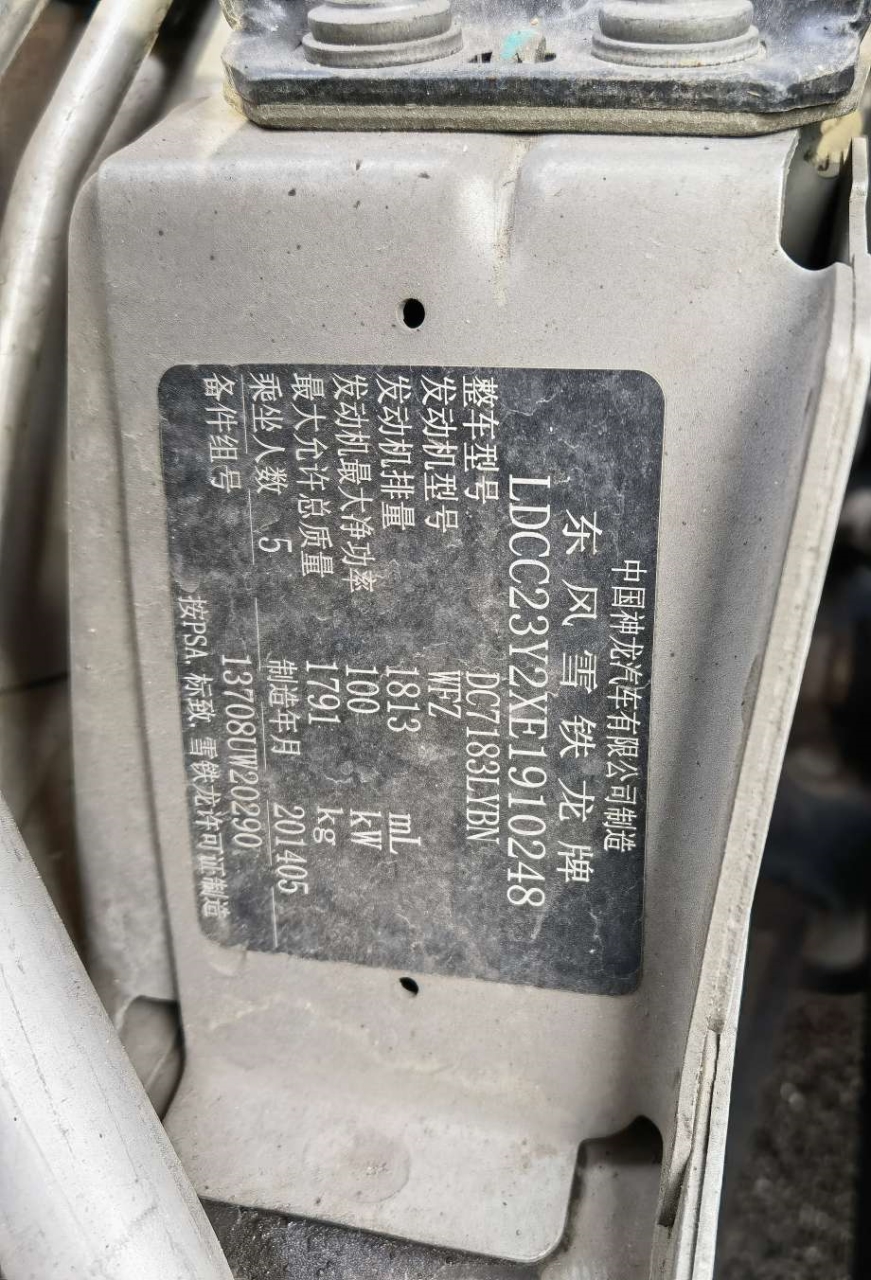 中国神龙汽车有限公司制造
东风雪铁龙牌
LDCC23Y2XE1910248
整车型号 DC7183LYBN
发动机型号 WFZ
发动机排量 1813 mL
发动机最大净功率 100 kW
最大允许总质量 1791 kg
乘坐人数 5 制造年月 201405
备件组号 13708UW20290
按PSA.标致.雪铁龙许可证制造